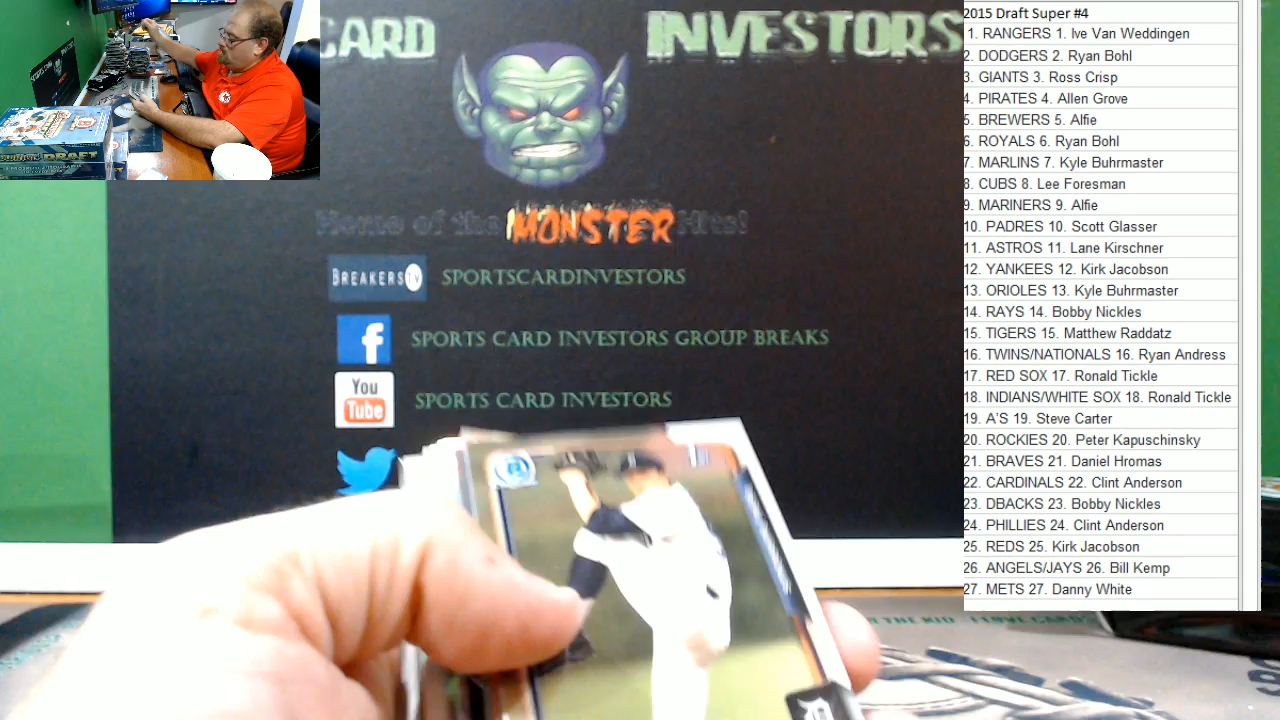 CARD INVESTORS
Home of the MONSTER Hits!
BREAKERSTV SPORTSCARDINVESTORS
f SPORTS CARD INVESTORS GROUP BREAKS
You
Tube SPORTS CARD INVESTORS
DRAFT
2015 Draft Super #4
1. RANGERS 1. Ive Van Weddingen
2. DODGERS 2. Ryan Bohl
3. GIANTS 3. Ross Crisp
4. PIRATES 4. Allen Grove
5. BREWERS 5. Alfie
6. ROYALS 6. Ryan Bohl
7. MARLINS 7. Kyle Buhrmaster
8. CUBS 8. Lee Foresman
9. MARINERS 9. Alfie
10. PADRES 10. Scott Glasser
11. ASTROS 11. Lane Kirschner
12. YANKEES 12. Kirk Jacobson
13. ORIOLES 13. Kyle Buhrmaster
14. RAYS 14. Bobby Nickles
15. TIGERS 15. Matthew Raddatz
16. TWINS/NATIONALS 16. Ryan Andress
17. RED SOX 17. Ronald Tickle
18. INDIANS/WHITE SOX 18. Ronald Tickle
19. A'S 19. Steve Carter
20. ROCKIES 20. Peter Kapuschinsky
21. BRAVES 21. Daniel Hromas
22. CARDINALS 22. Clint Anderson
23. DBACKS 23. Bobby Nickles
24. PHILLIES 24. Clint Anderson
25. REDS 25. Kirk Jacobson
26. ANGELS/JAYS 26. Bill Kemp
27. METS 27. Danny White